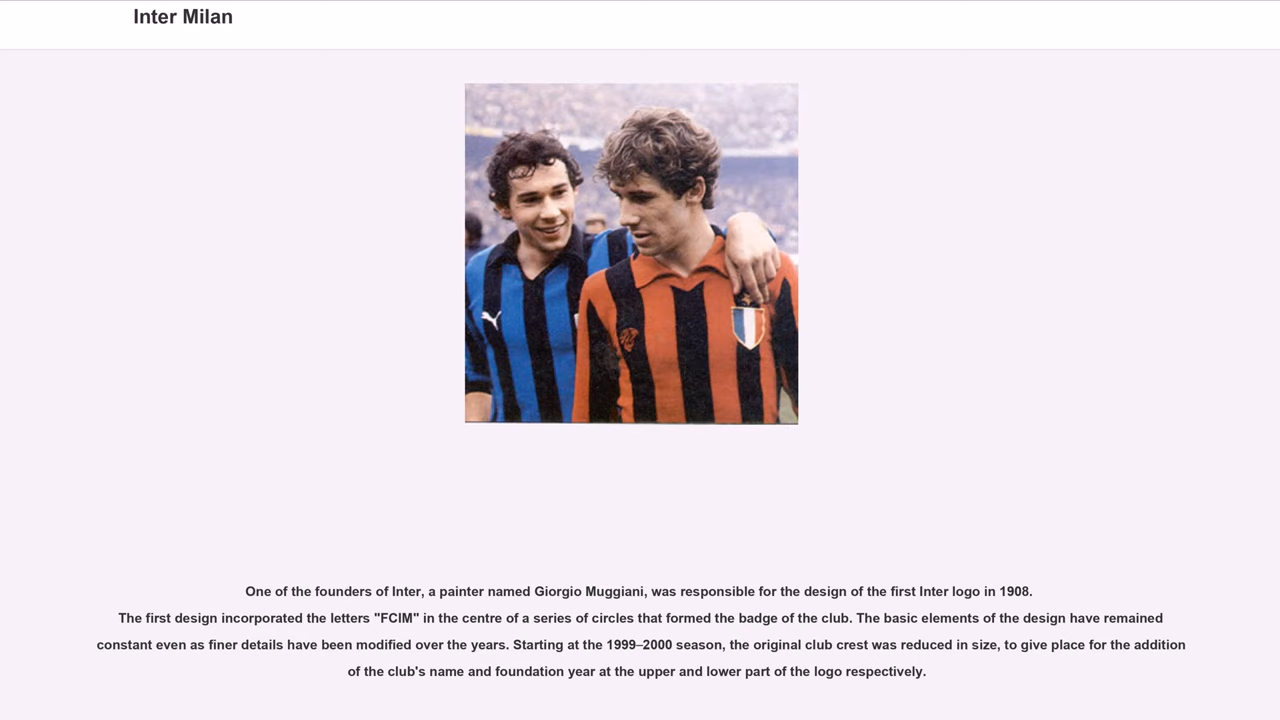 Inter Milan
One of the founders of Inter, a painter named Giorgio Muggiani, was responsible for the design of the first Inter logo in 1908.
The first design incorporated the letters "FCIM" in the centre of a series of circles that formed the badge of the club. The basic elements of the design have remained
constant even as finer details have been modified over the years. Starting at the 1999–2000 season, the original club crest was reduced in size, to give place for the addition
of the club's name and foundation year at the upper and lower part of the logo respectively.